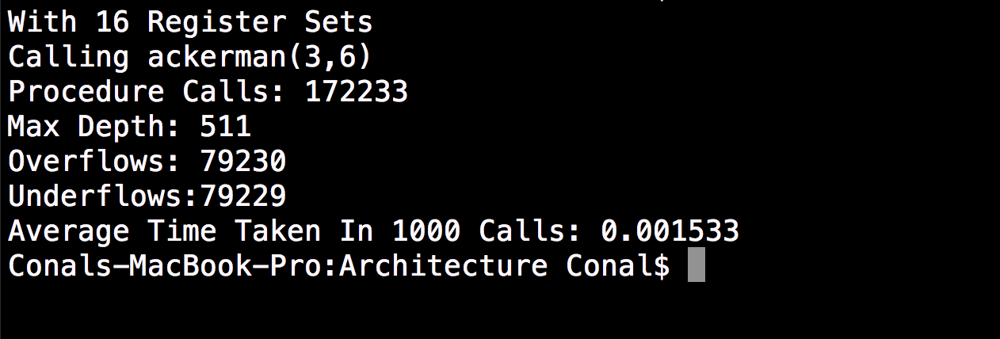 With 16 Register Sets
Calling ackerman(3,6)
Procedure Calls: 172233
Max Depth: 511
Overflows: 79230
Underflows:79229
Average Time Taken In 1000 Calls: 0.001533
Conals-MacBook-Pro:Architecture Conal$